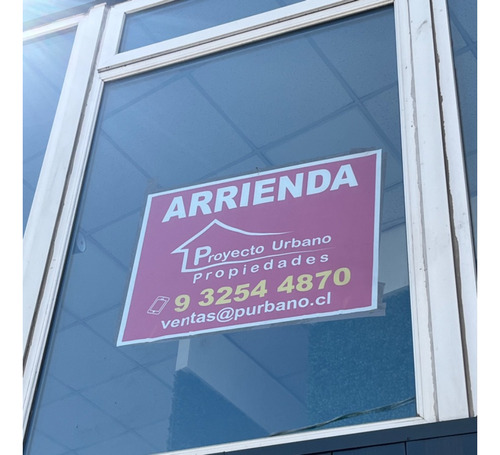 ARRIENDA
Proyecto Urbano
Propiedades
9 3254 4870
ventas@purbano.cl